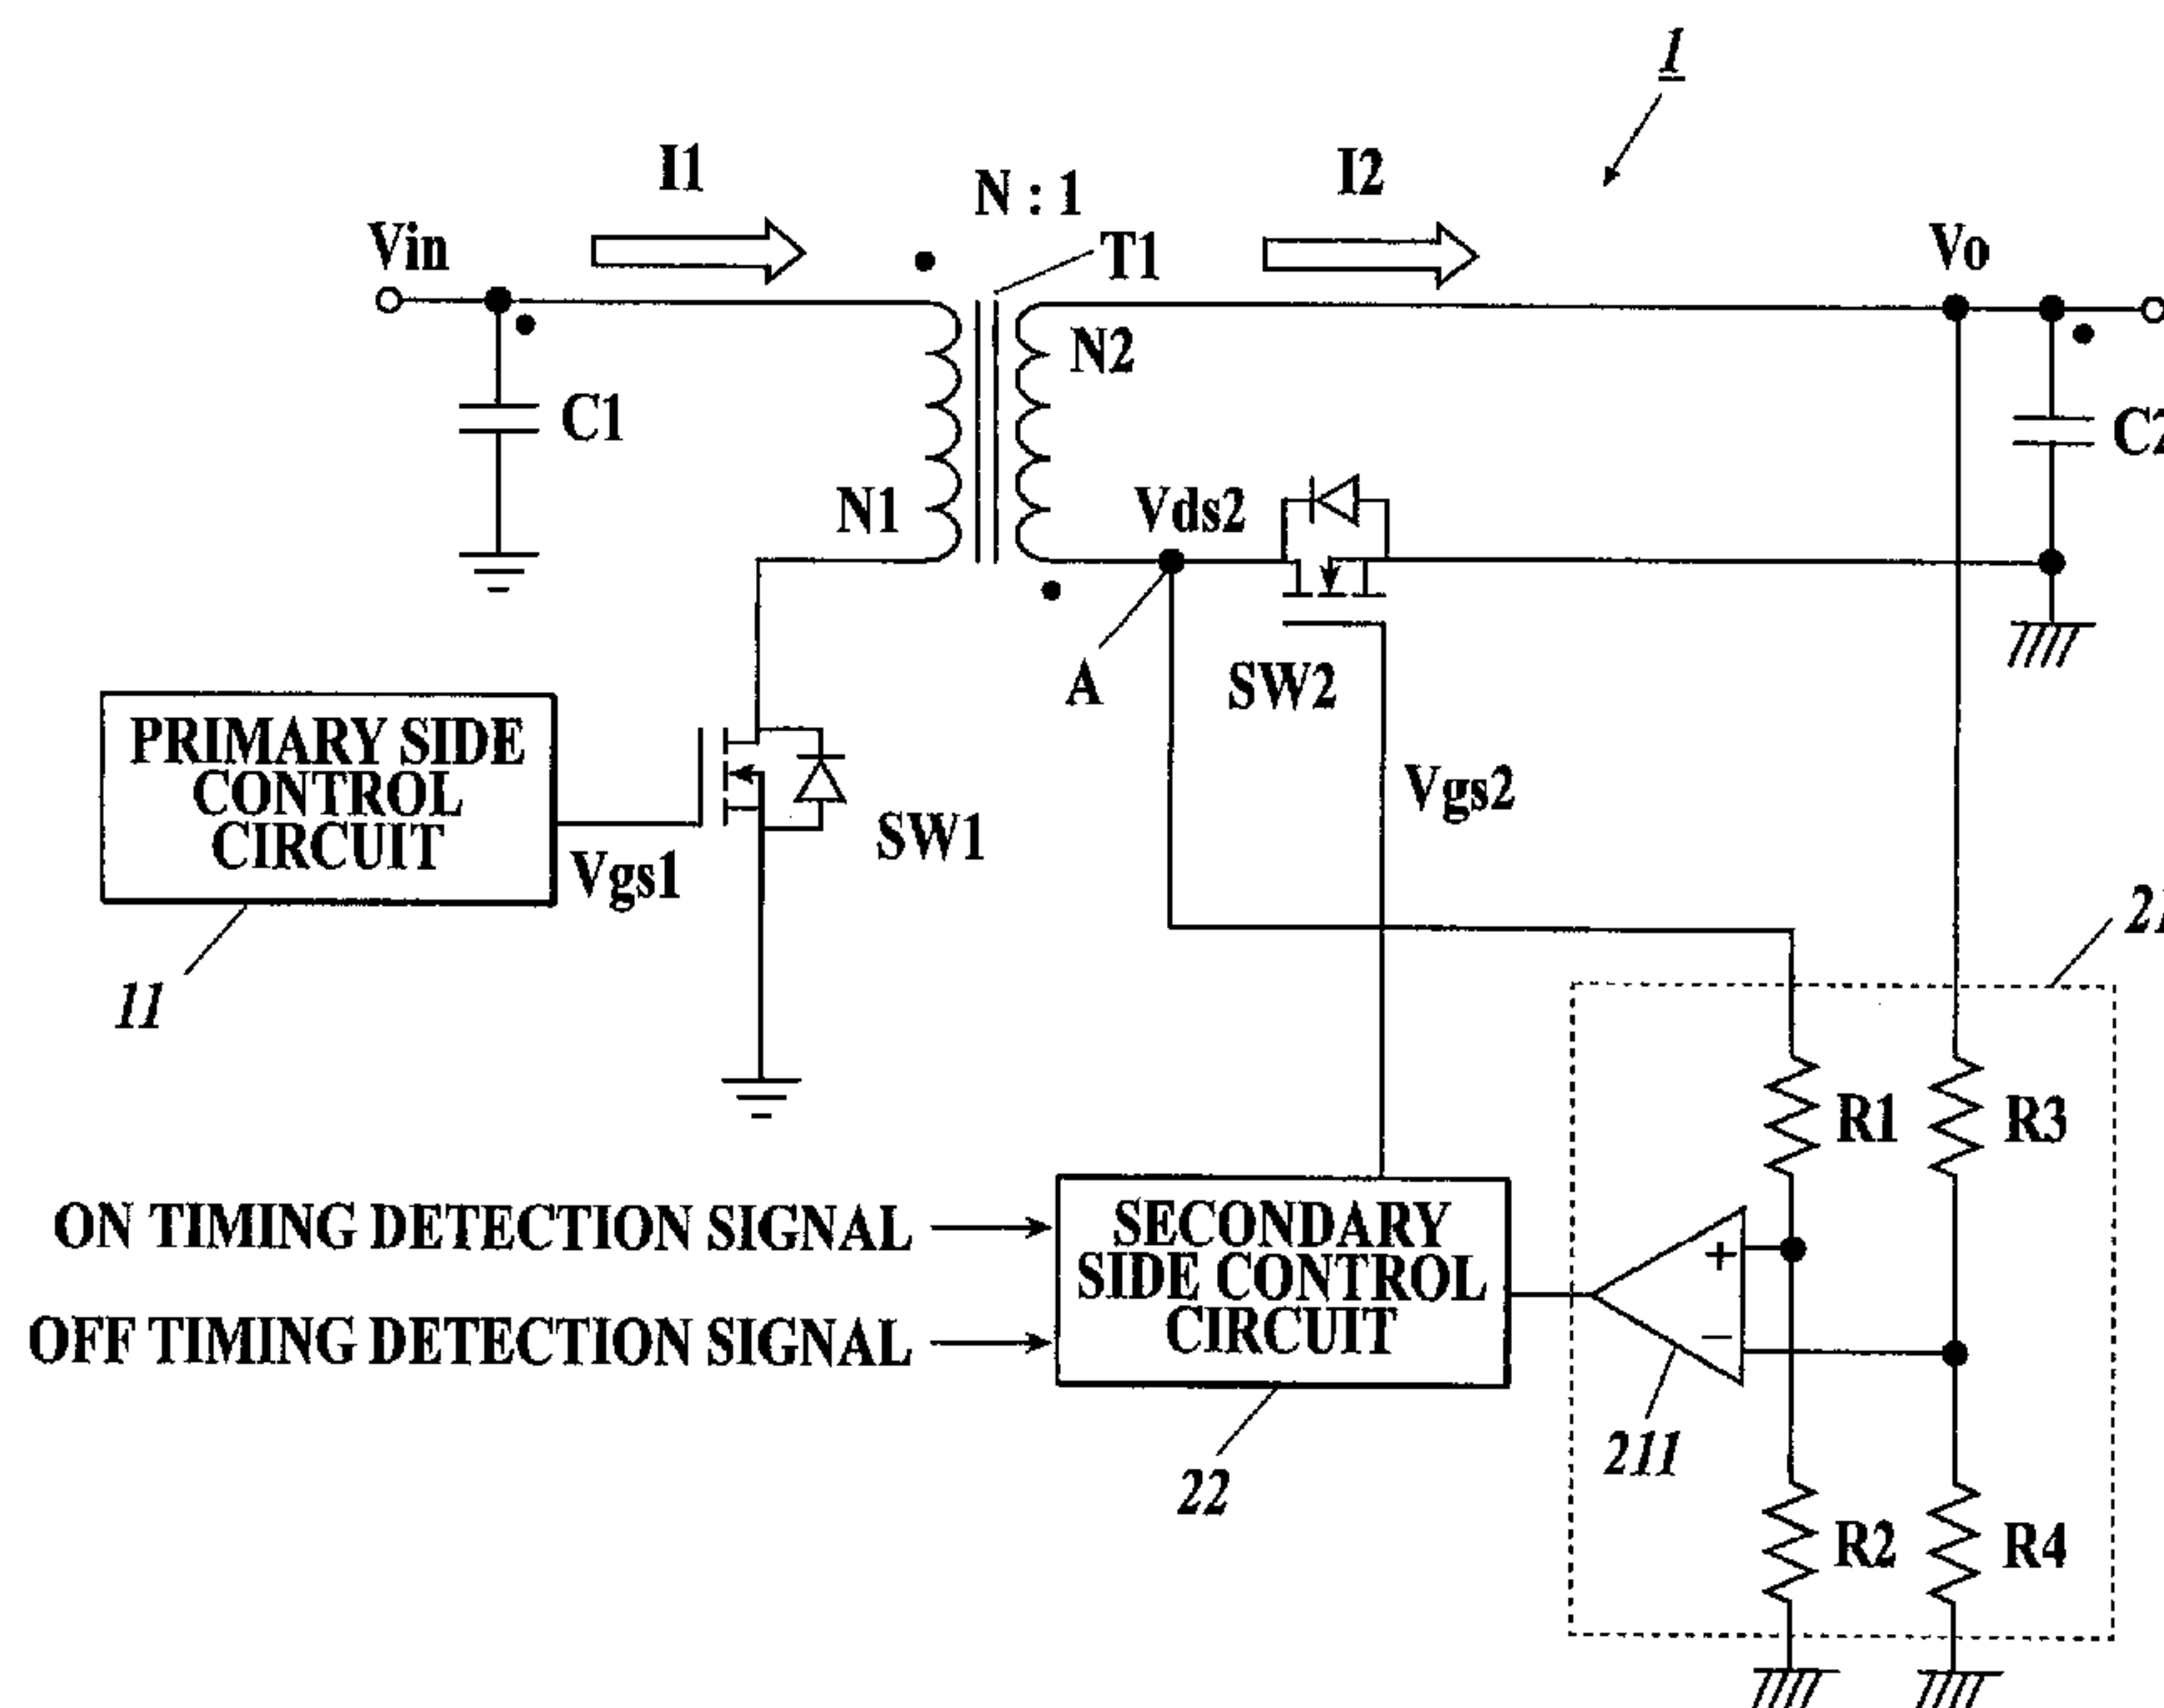 1
I1
N : 1
I2
Vin
T1
Vo
N2
C1
C2
N1
Vds2
A
SW2
PRIMARY SIDE
CONTROL
CIRCUIT
Vgs1
SW1
Vgs2
11
21
R1
R3
ON TIMING DETECTION SIGNAL
OFF TIMING DETECTION SIGNAL
SECONDARY
SIDE CONTROL
CIRCUIT
+
−
211
22
R2
R4